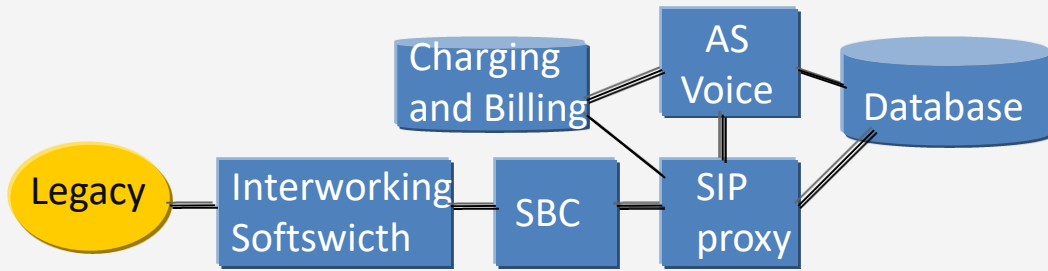 Charging
and Billing
AS
Voice
Database
Legacy
Interworking
Softswicth
SBC
SIP
proxy